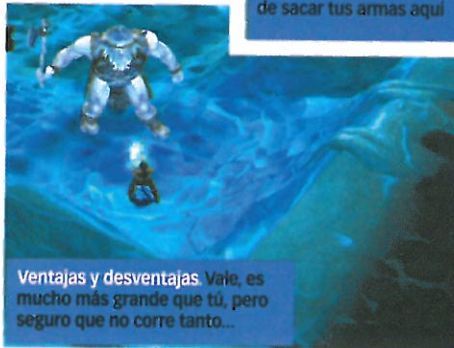 de sacar tus armas aquí
Ventajas y desventajas. Vale, es
mucho más grande que tú, pero
seguro que no corre tanto...